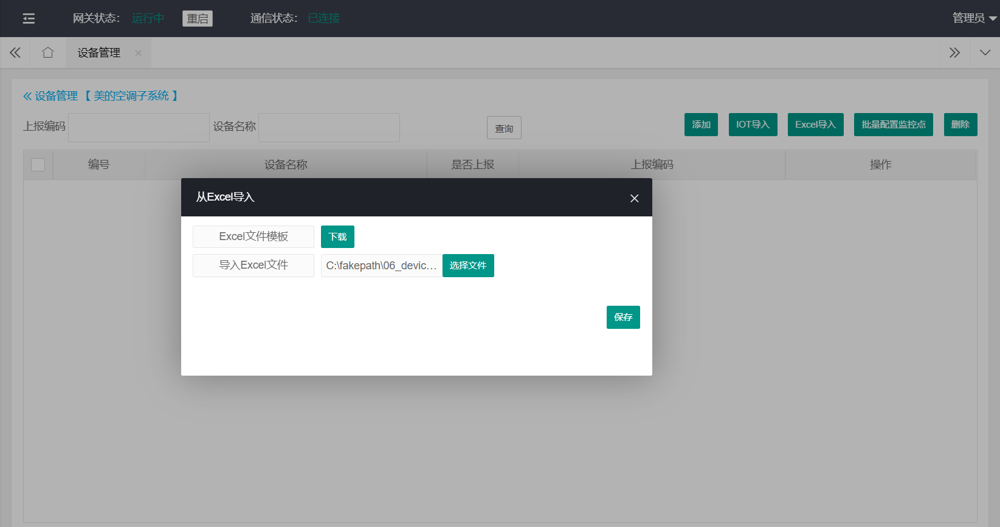 网关状态： 运行中 重启 通信状态： 已连接 管理员
设备管理
设备管理 【 美的空调子系统 】
上报编码 设备名称 查询 添加 IOT导入 Excel导入 批量配置监控点 删除
编号 设备名称 是否上报 上报编码 操作
从Excel导入
Excel文件模板 下载
导入Excel文件 C:\fakepath\06_devic... 选择文件
保存